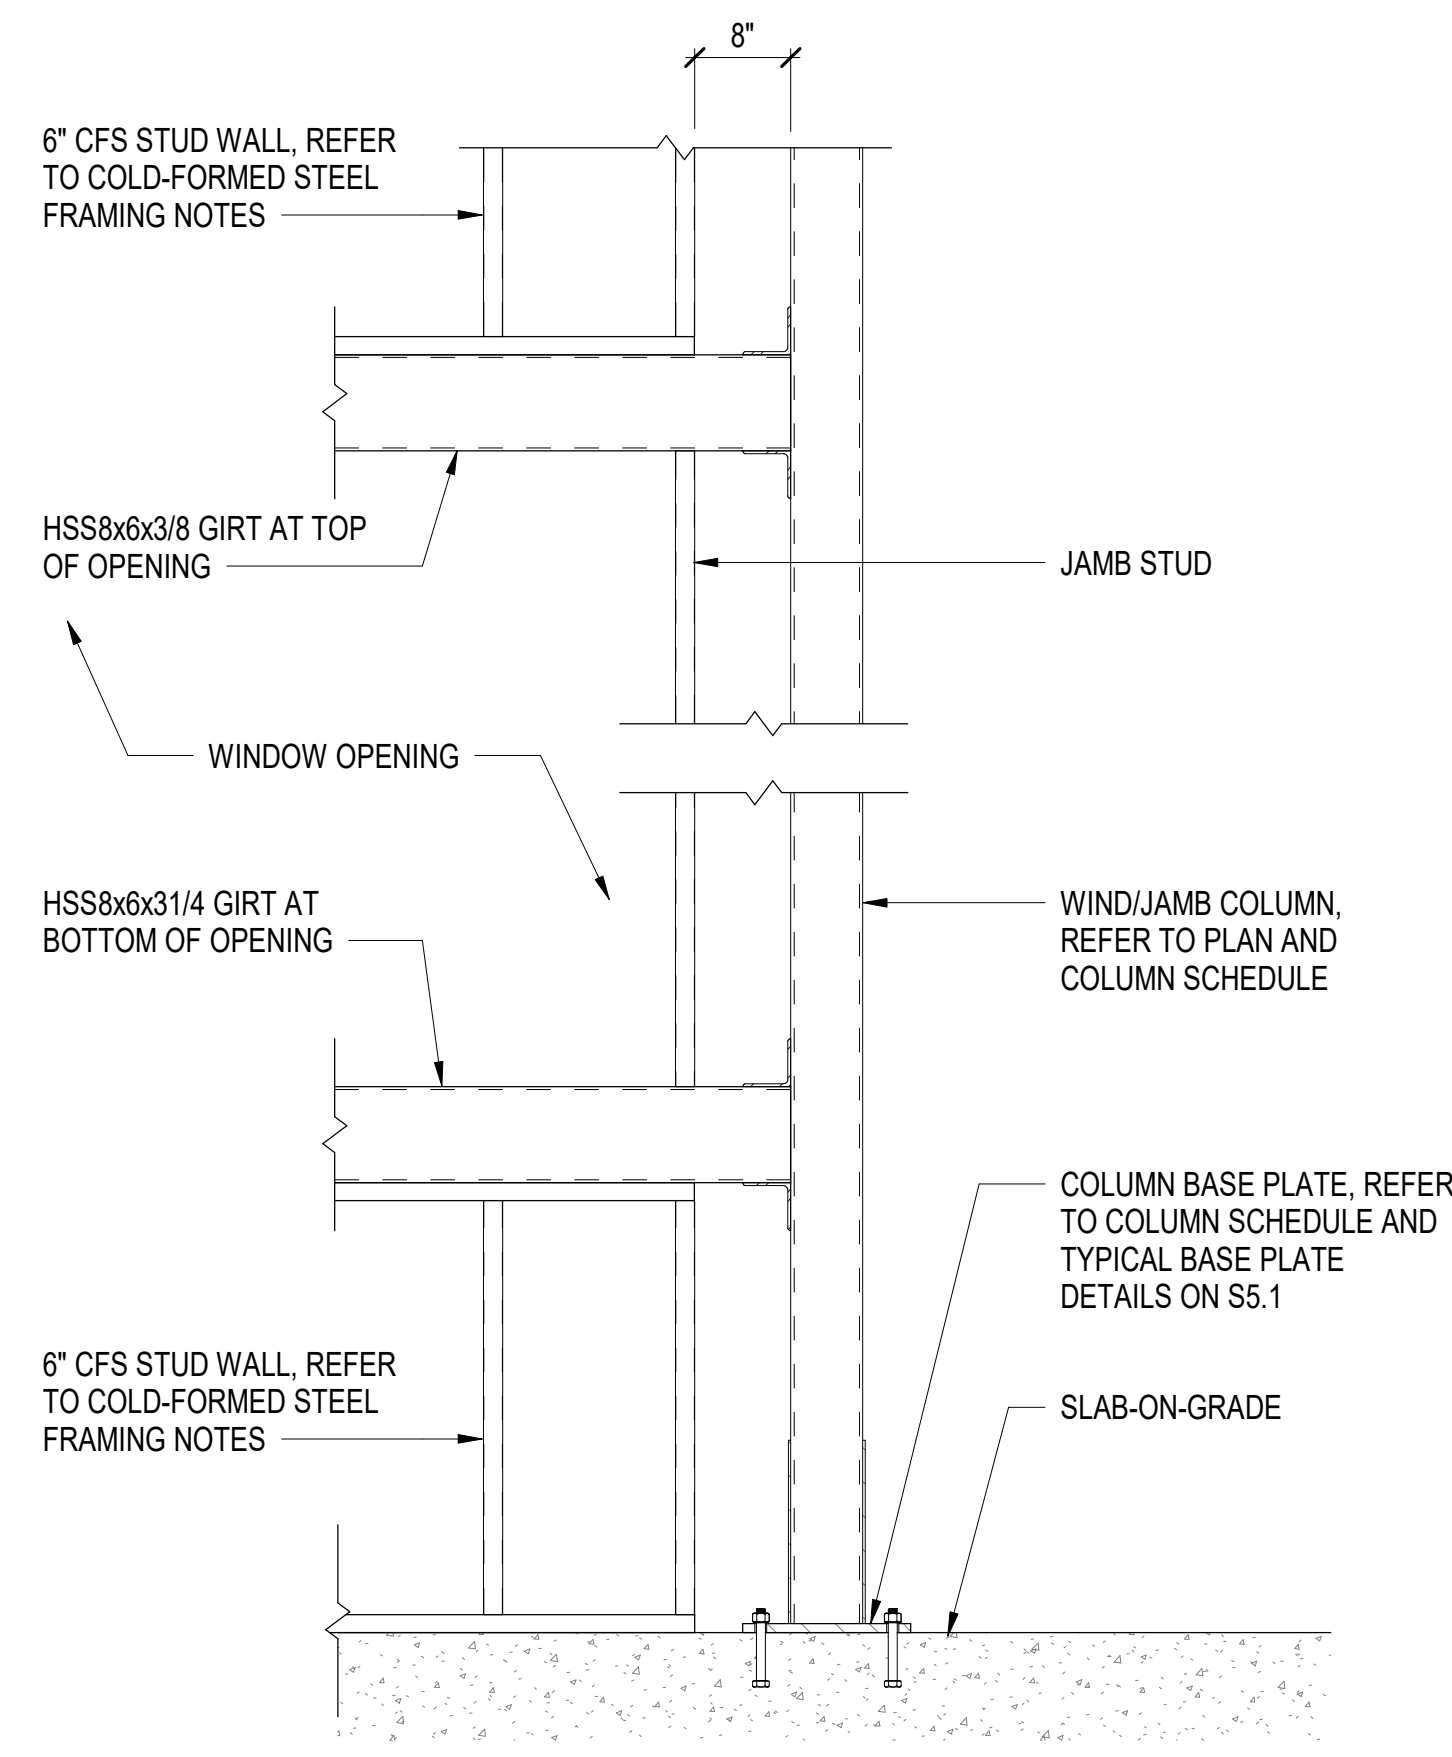 8"
6" CFS STUD WALL, REFER
TO COLD-FORMED STEEL
FRAMING NOTES
HSS8x6x3/8 GIRT AT TOP
OF OPENING
JAMB STUD
WINDOW OPENING
HSS8x6x31/4 GIRT AT
BOTTOM OF OPENING
WIND/JAMB COLUMN,
REFER TO PLAN AND
COLUMN SCHEDULE
COLUMN BASE PLATE, REFER
TO COLUMN SCHEDULE AND
TYPICAL BASE PLATE
DETAILS ON S5.1
6" CFS STUD WALL, REFER
TO COLD-FORMED STEEL
FRAMING NOTES
SLAB-ON-GRADE